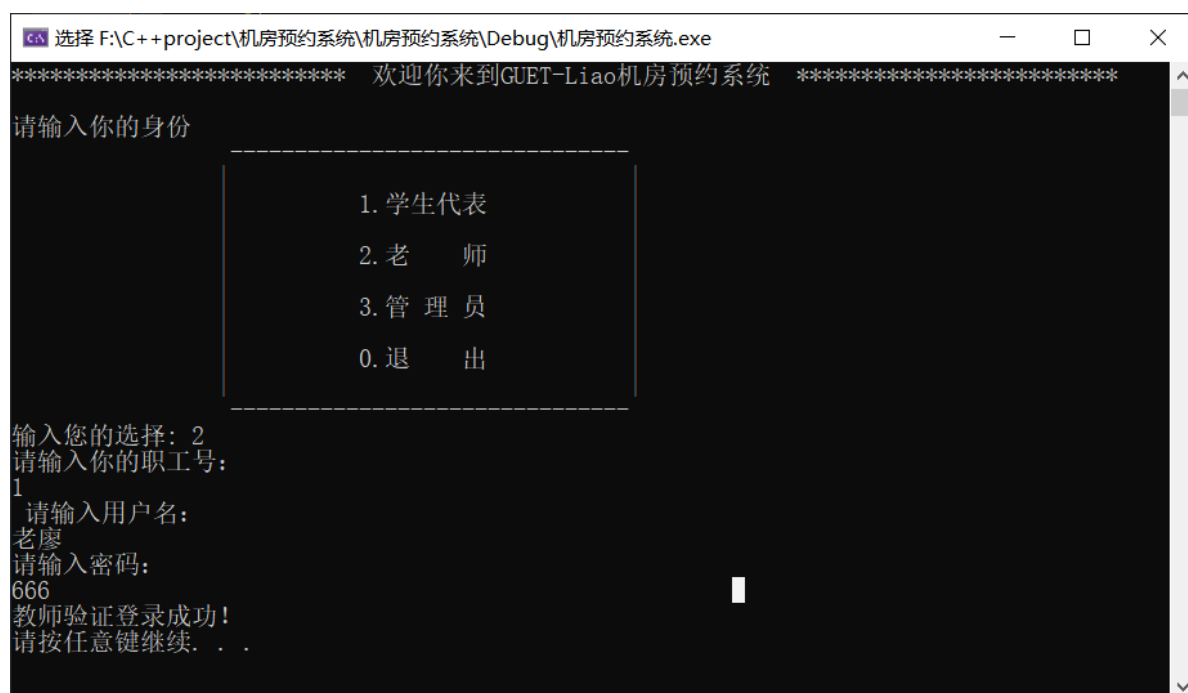 选择 F:\C++project\机房预约系统\机房预约系统\Debug\机房预约系统.exe
************************** 欢迎你来到GUET-Liao机房预约系统 *************************
请输入你的身份
-------------------------------
1.学生代表
2.老 师
3.管 理 员
0.退 出
-------------------------------
输入您的选择: 2
请输入你的职工号：
1
请输入用户名：
老廖
请输入密码：
666
教师验证登录成功!
请按任意键继续. . .